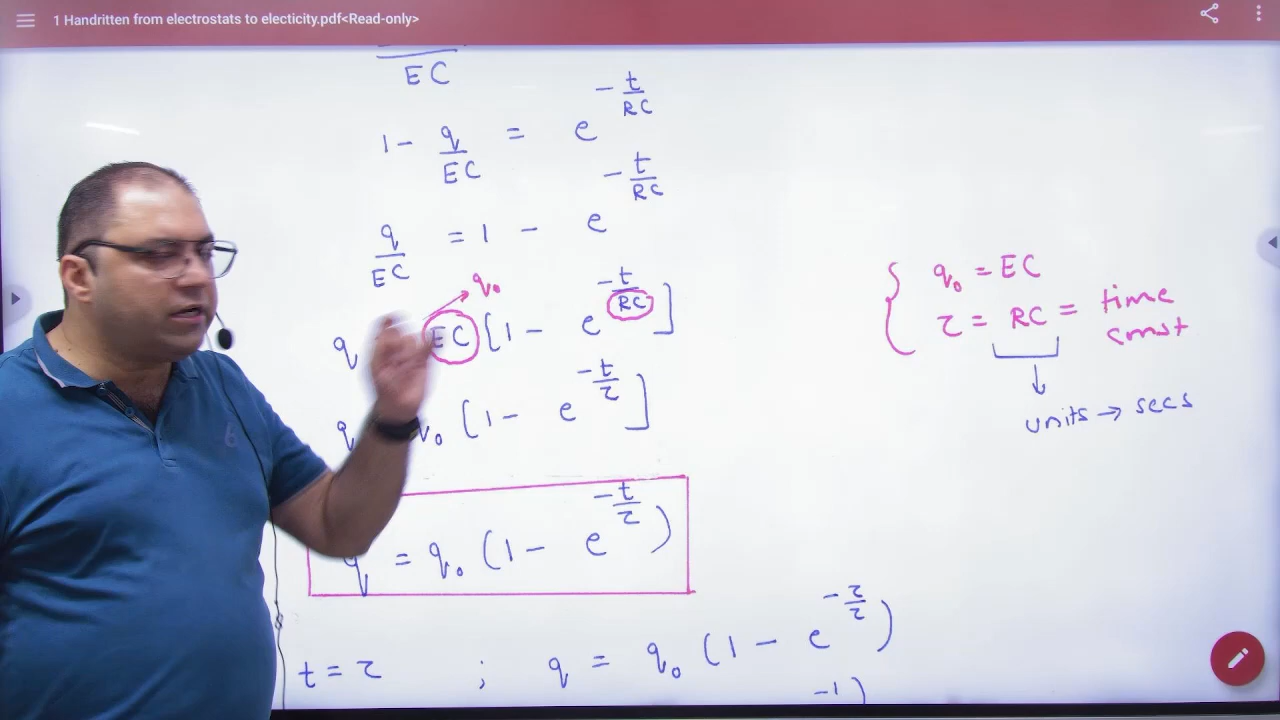 1 Handritten from electrostats to electicity.pdf<Read-only>
EC
1 - q/EC = e^(-t/RC)
q/EC = 1 - e^(-t/RC)
q₀
q EC [1 - e^(-t/RC)]
q q₀ [1 - e^(-t/τ)]
q = q₀ (1 - e^(-t/τ))
t = τ ; q = q₀ (1 - e^(-τ/τ))
-1)
{ q₀ = EC
τ = RC = time const
units → secs